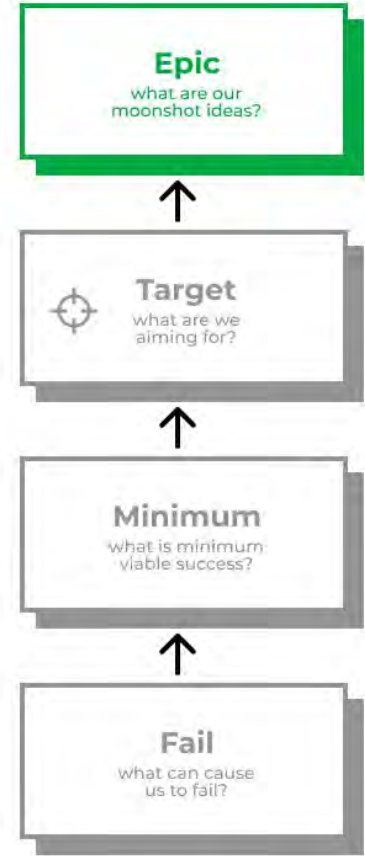 Epic
what are our
moonshot ideas?
Target
what are we
aiming for?
Minimum
what is minimum
viable success?
Fail
what can cause
us to fail?